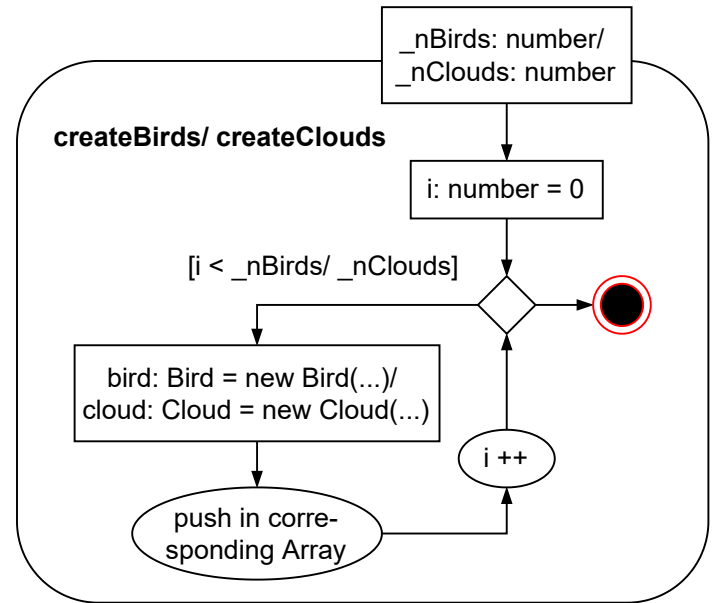 _nBirds: number/
_nClouds: number
createBirds/ createClouds
i: number = 0
[i < _nBirds/ _nClouds]
bird: Bird = new Bird(...)/
cloud: Cloud = new Cloud(...)
i ++
push in corre-
sponding Array